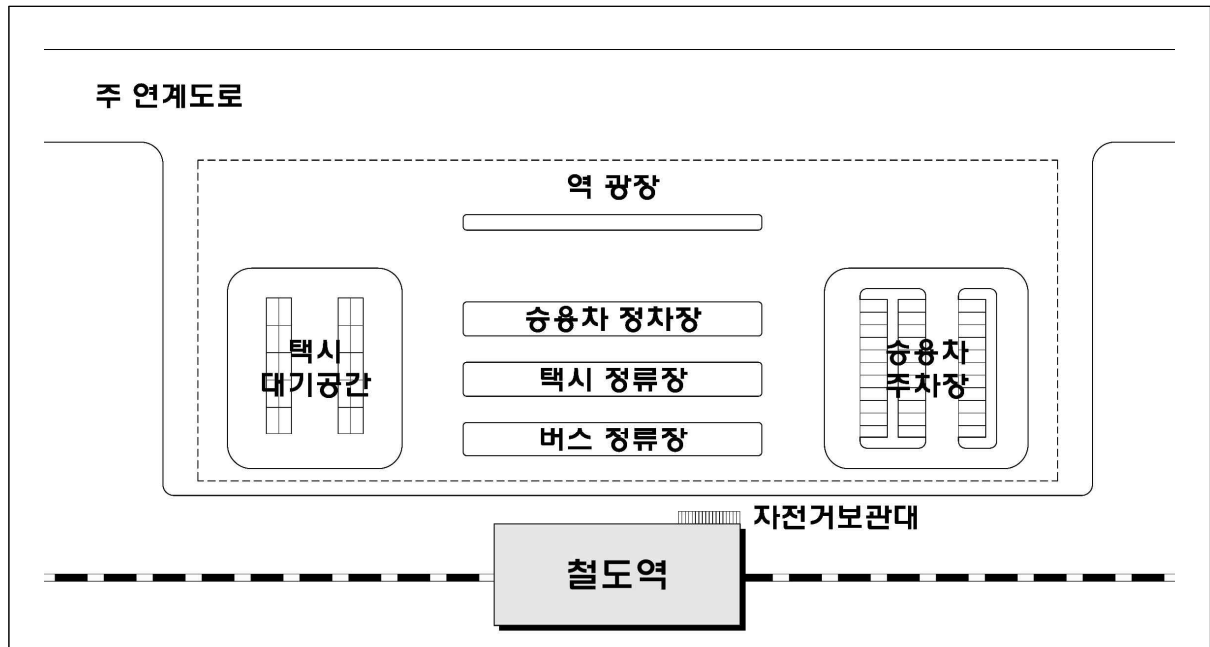 주 연계도로
역 광장
승용차 정차장
택시
대기공간
택시 정류장
승용차
주차장
버스 정류장
자전거보관대
철도역